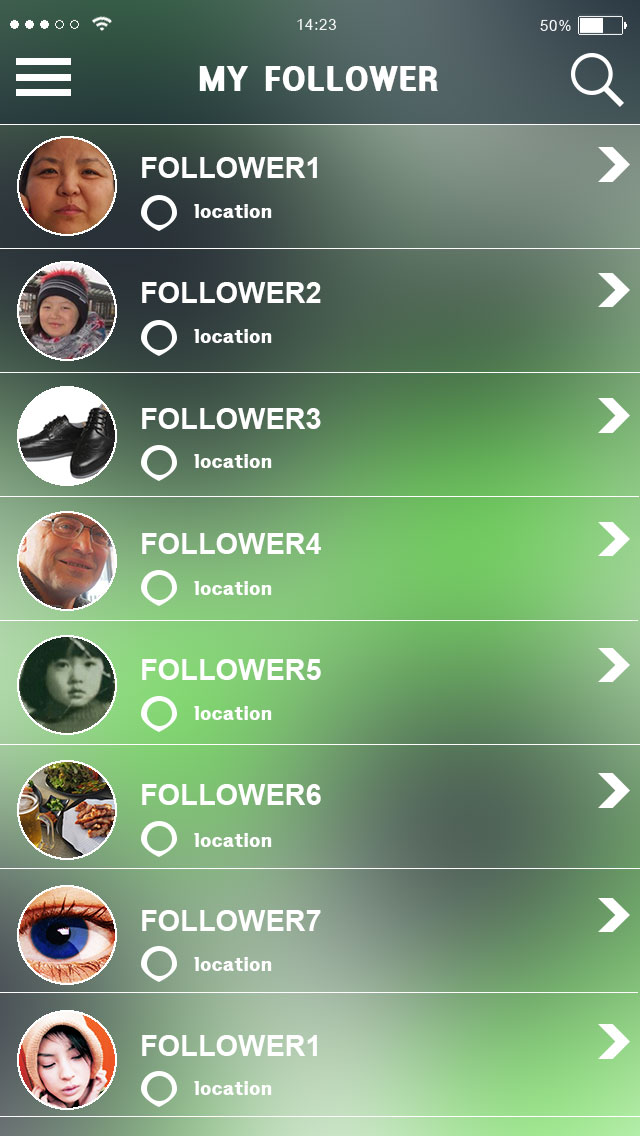 14:23
50%
MY FOLLOWER
FOLLOWER1
location
FOLLOWER2
location
FOLLOWER3
location
FOLLOWER4
location
FOLLOWER5
location
FOLLOWER6
location
FOLLOWER7
location
FOLLOWER1
location